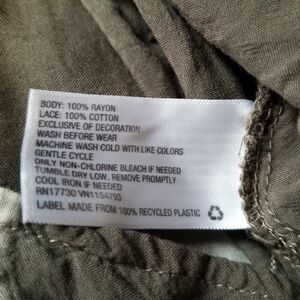 BODY: 100% RAYON
LACE: 100% COTTON
EXCLUSIVE OF DECORATION
WASH BEFORE WEAR
MACHINE WASH COLD WITH LIKE COLORS
GENTLE CYCLE
ONLY NON-CHLORINE BLEACH IF NEEDED
TUMBLE DRY LOW, REMOVE PROMPTLY
COOL IRON IF NEEDED
RN17730 VN1154793
LABEL MADE FROM 100% RECYCLED PLASTIC